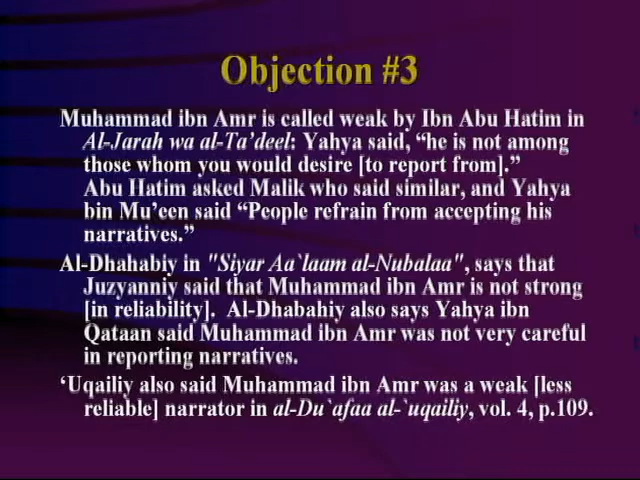 Objection #3
Muhammad ibn Amr is called weak by Ibn Abu Hatim in
Al-Jarah wa al-Ta’deel: Yahya said, “he is not among
those whom you would desire [to report from].”
Abu Hatim asked Malik who said similar, and Yahya
bin Mu’een said “People refrain from accepting his
narratives.”
Al-Dhahabiy in "Siyar Aa`laam al-Nubalaa", says that
Juzyanniy said that Muhammad ibn Amr is not strong
[in reliability]. Al-Dhabahiy also says Yahya ibn
Qataan said Muhammad ibn Amr was not very careful
in reporting narratives.
‘Uqailiy also said Muhammad ibn Amr was a weak [less
reliable] narrator in al-Du`afaa al-`uqailiy, vol. 4, p.109.